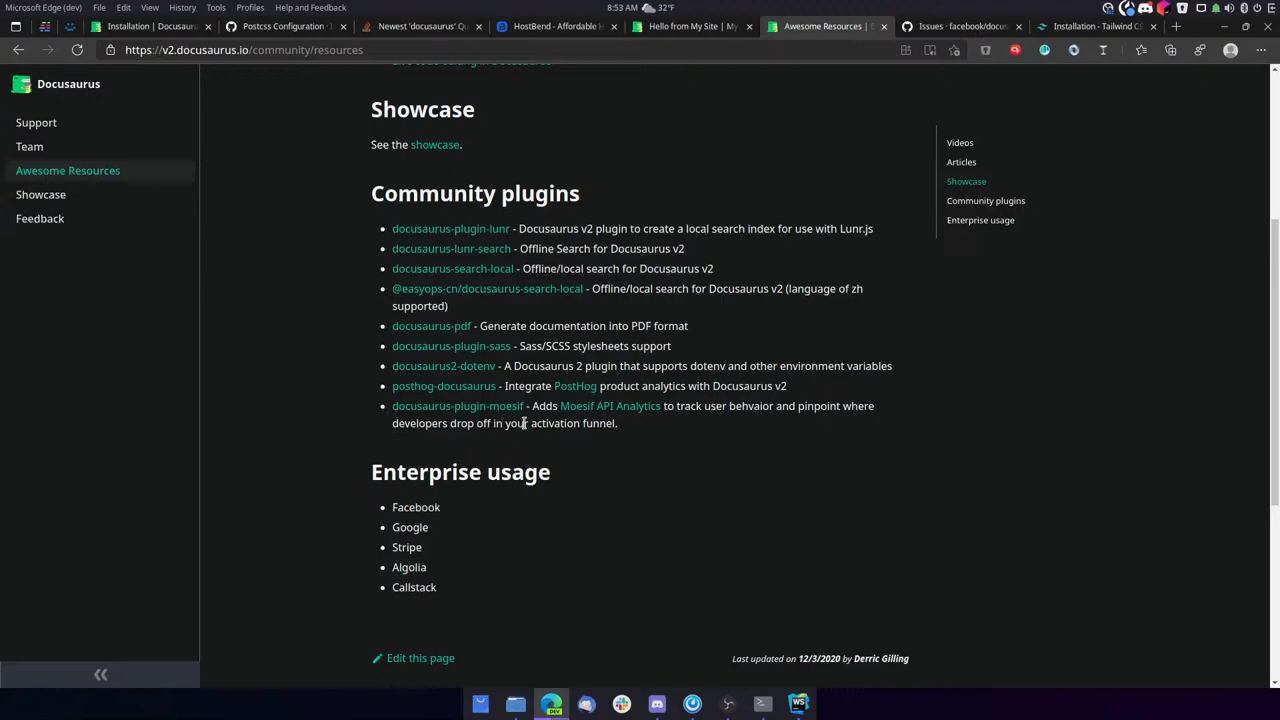 Microsoft Edge (dev) File Edit View History Tools Profiles Help and Feedback
8:53 AM 32°F
Installation | Docusauru
Postcss Configuration · I
Newest 'docusaurus' Qu
HostBend - Affordable H
Hello from My Site | My
Awesome Resources |
Issues · facebook/docus
Installation - Tailwind CS
https://v2.docusaurus.io/community/resources
Docusaurus
Support
Team
Awesome Resources
Showcase
Feedback
Showcase
See the showcase.
Community plugins
docusaurus-plugin-lunr - Docusaurus v2 plugin to create a local search index for use with Lunr.js
docusaurus-lunr-search - Offline Search for Docusaurus v2
docusaurus-search-local - Offline/local search for Docusaurus v2
@easyops-cn/docusaurus-search-local - Offline/local search for Docusaurus v2 (language of zh
supported)
docusaurus-pdf - Generate documentation into PDF format
docusaurus-plugin-sass - Sass/SCSS stylesheets support
docusaurus2-dotenv - A Docusaurus 2 plugin that supports dotenv and other environment variables
posthog-docusaurus - Integrate PostHog product analytics with Docusaurus v2
docusaurus-plugin-moesif - Adds Moesif API Analytics to track user behvaior and pinpoint where
developers drop off in your activation funnel.
Enterprise usage
Facebook
Google
Stripe
Algolia
Callstack
Edit this page
Last updated on 12/3/2020 by Derric Gilling
Videos
Articles
Showcase
Community plugins
Enterprise usage
DEV
WS